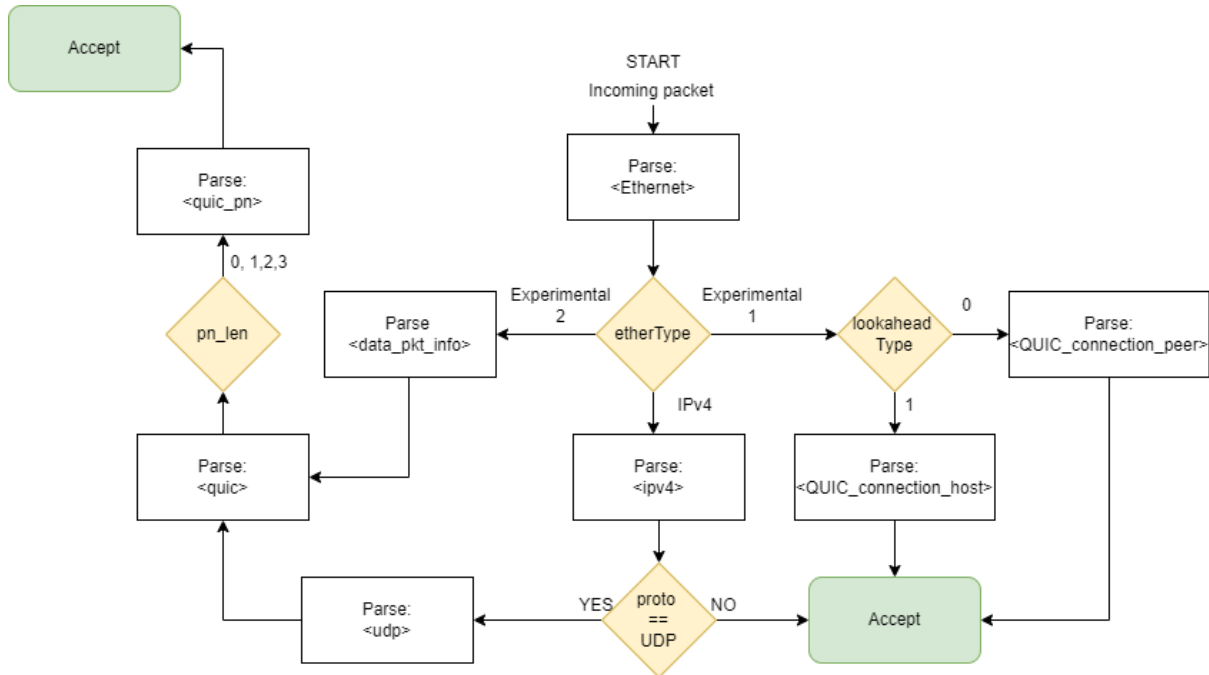 Accept
START
Incoming packet
Parse:
<Ethernet>
Parse:
<quic_pn>
0, 1,2,3
pn_len
Parse
<data_pkt_info>
Experimental
2
etherType
Experimental
1
lookahead
Type
0
Parse:
<QUIC_connection_peer>
IPv4
1
Parse:
<quic>
Parse:
<ipv4>
Parse:
<QUIC_connection_host>
Parse:
<udp>
YES
proto
==
UDP
NO
Accept